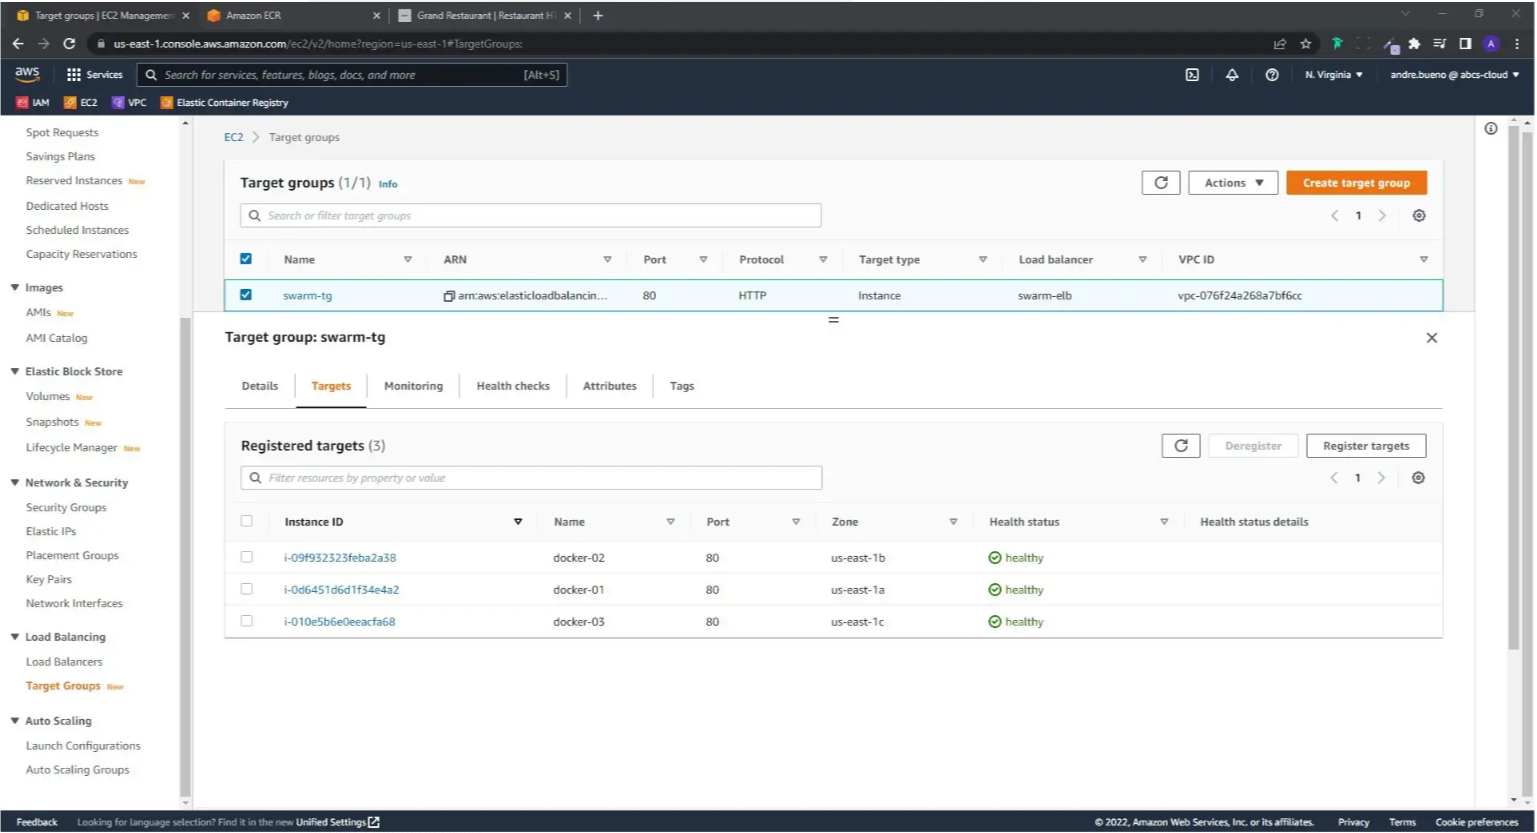 Target groups | EC2 Managemen
Amazon ECR
Grand Restaurant | Restaurant H
us-east-1.console.aws.amazon.com/ec2/v2/home?region=us-east-1#TargetGroups:
A
aws
Services
Search for services, features, blogs, docs, and more
[Alt+S]
N. Virginia
andre.bueno @ abcs-cloud
IAM
EC2
VPC
Elastic Container Registry
Spot Requests
Savings Plans
Reserved Instances New
Dedicated Hosts
Scheduled Instances
Capacity Reservations
Images
AMIs New
AMI Catalog
Elastic Block Store
Volumes New
Snapshots New
Lifecycle Manager New
Network & Security
Security Groups
Elastic IPs
Placement Groups
Key Pairs
Network Interfaces
Load Balancing
Load Balancers
Target Groups New
Auto Scaling
Launch Configurations
Auto Scaling Groups
EC2 > Target groups
Target groups (1/1) Info
Actions
Create target group
Search or filter target groups
1
Name ARN Port Protocol Target type Load balancer VPC ID
swarm-tg arn:aws:elasticloadbalancin... 80 HTTP Instance swarm-elb vpc-076f24a268a7bf6cc
Target group: swarm-tg
Details Targets Monitoring Health checks Attributes Tags
Registered targets (3)
Deregister
Register targets
Filter resources by property or value
1
Instance ID Name Port Zone Health status Health status details
i-09f932323feba2a38 docker-02 80 us-east-1b healthy
i-0d6451d6d1f34e4a2 docker-01 80 us-east-1a healthy
i-010e5b6e0eeacfa68 docker-03 80 us-east-1c healthy
Feedback Looking for language selection? Find it in the new Unified Settings
© 2022, Amazon Web Services, Inc. or its affiliates. Privacy Terms Cookie preferences